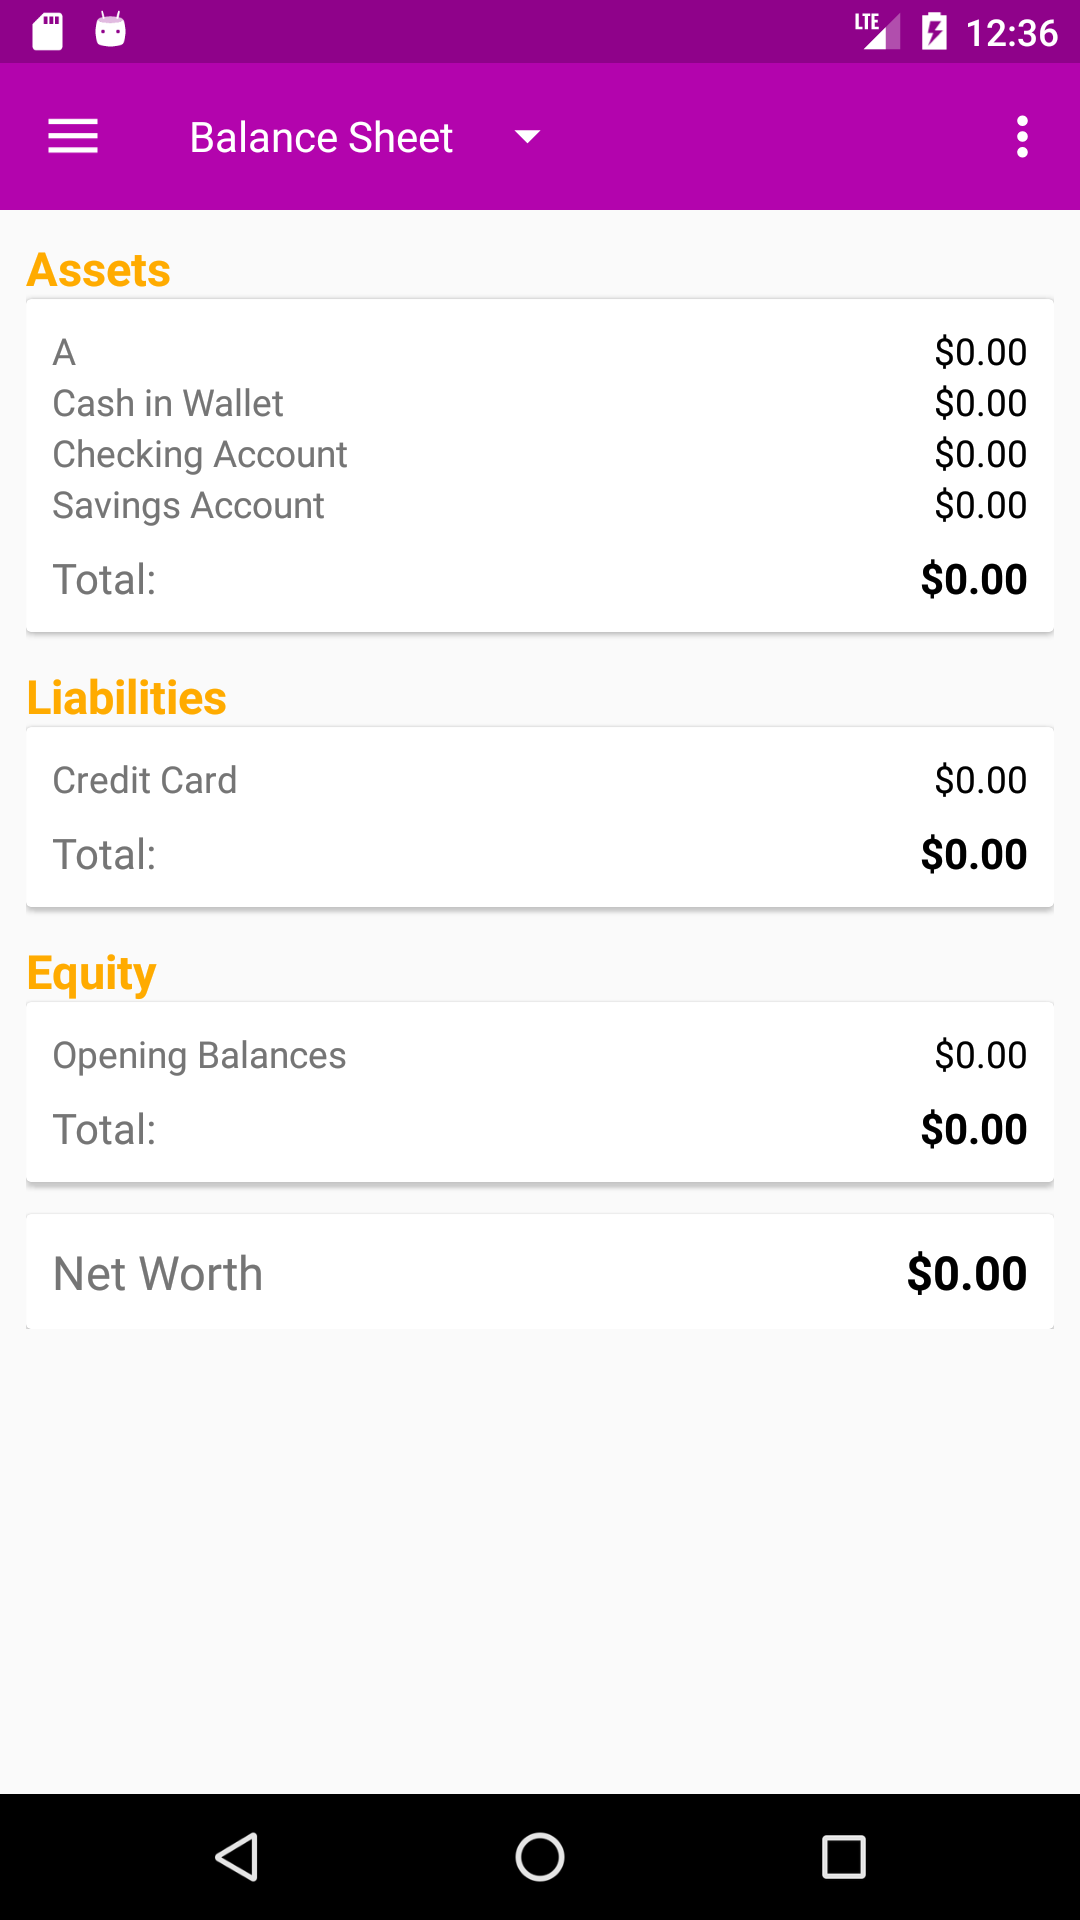 LTE 12:36
Balance Sheet
Assets
A $0.00
Cash in Wallet $0.00
Checking Account $0.00
Savings Account $0.00
Total: $0.00
Liabilities
Credit Card $0.00
Total: $0.00
Equity
Opening Balances $0.00
Total: $0.00
Net Worth $0.00